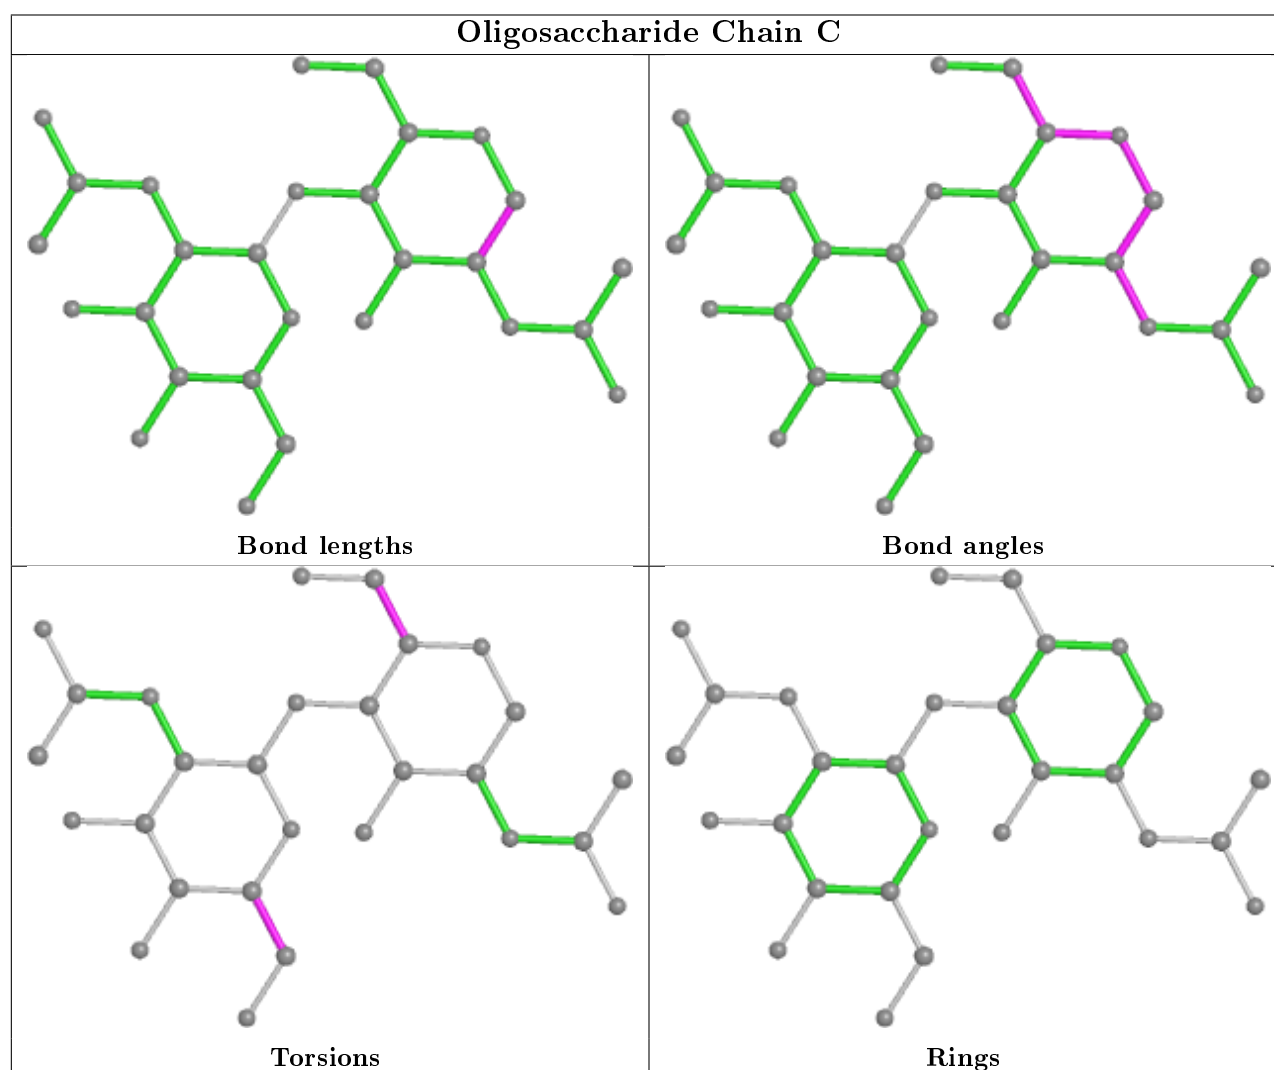 Oligosaccharide Chain C
Bond lengths
Bond angles
Torsions
Rings